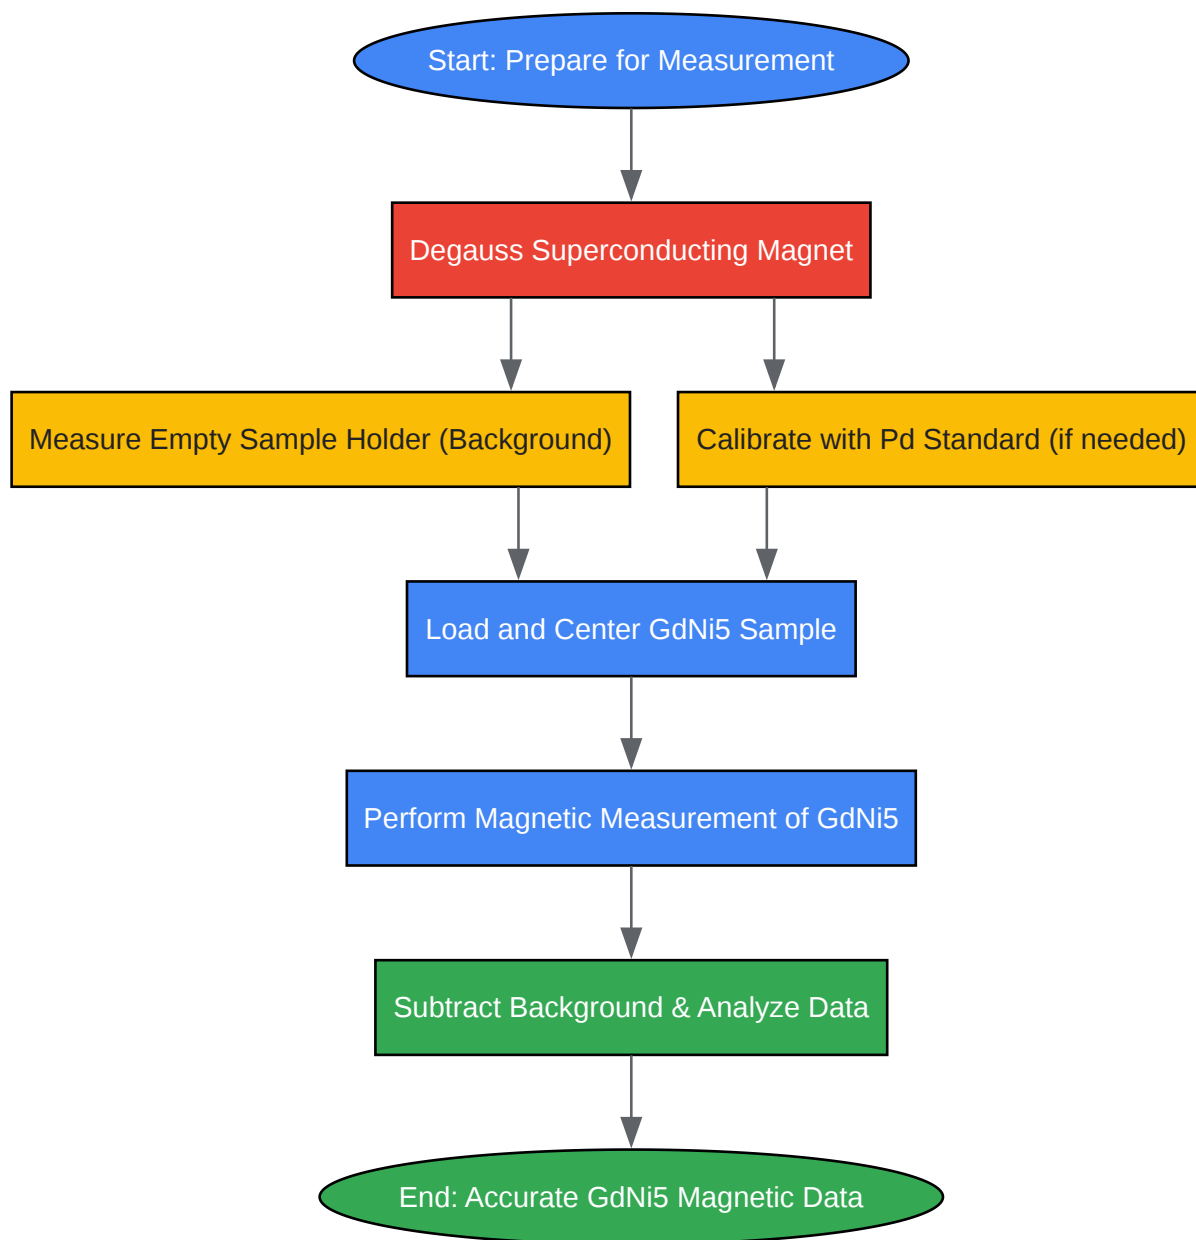 Start: Prepare for Measurement
Degauss Superconducting Magnet
Measure Empty Sample Holder (Background)
Calibrate with Pd Standard (if needed)
Load and Center GdNi5 Sample
Perform Magnetic Measurement of GdNi5
Subtract Background & Analyze Data
End: Accurate GdNi5 Magnetic Data